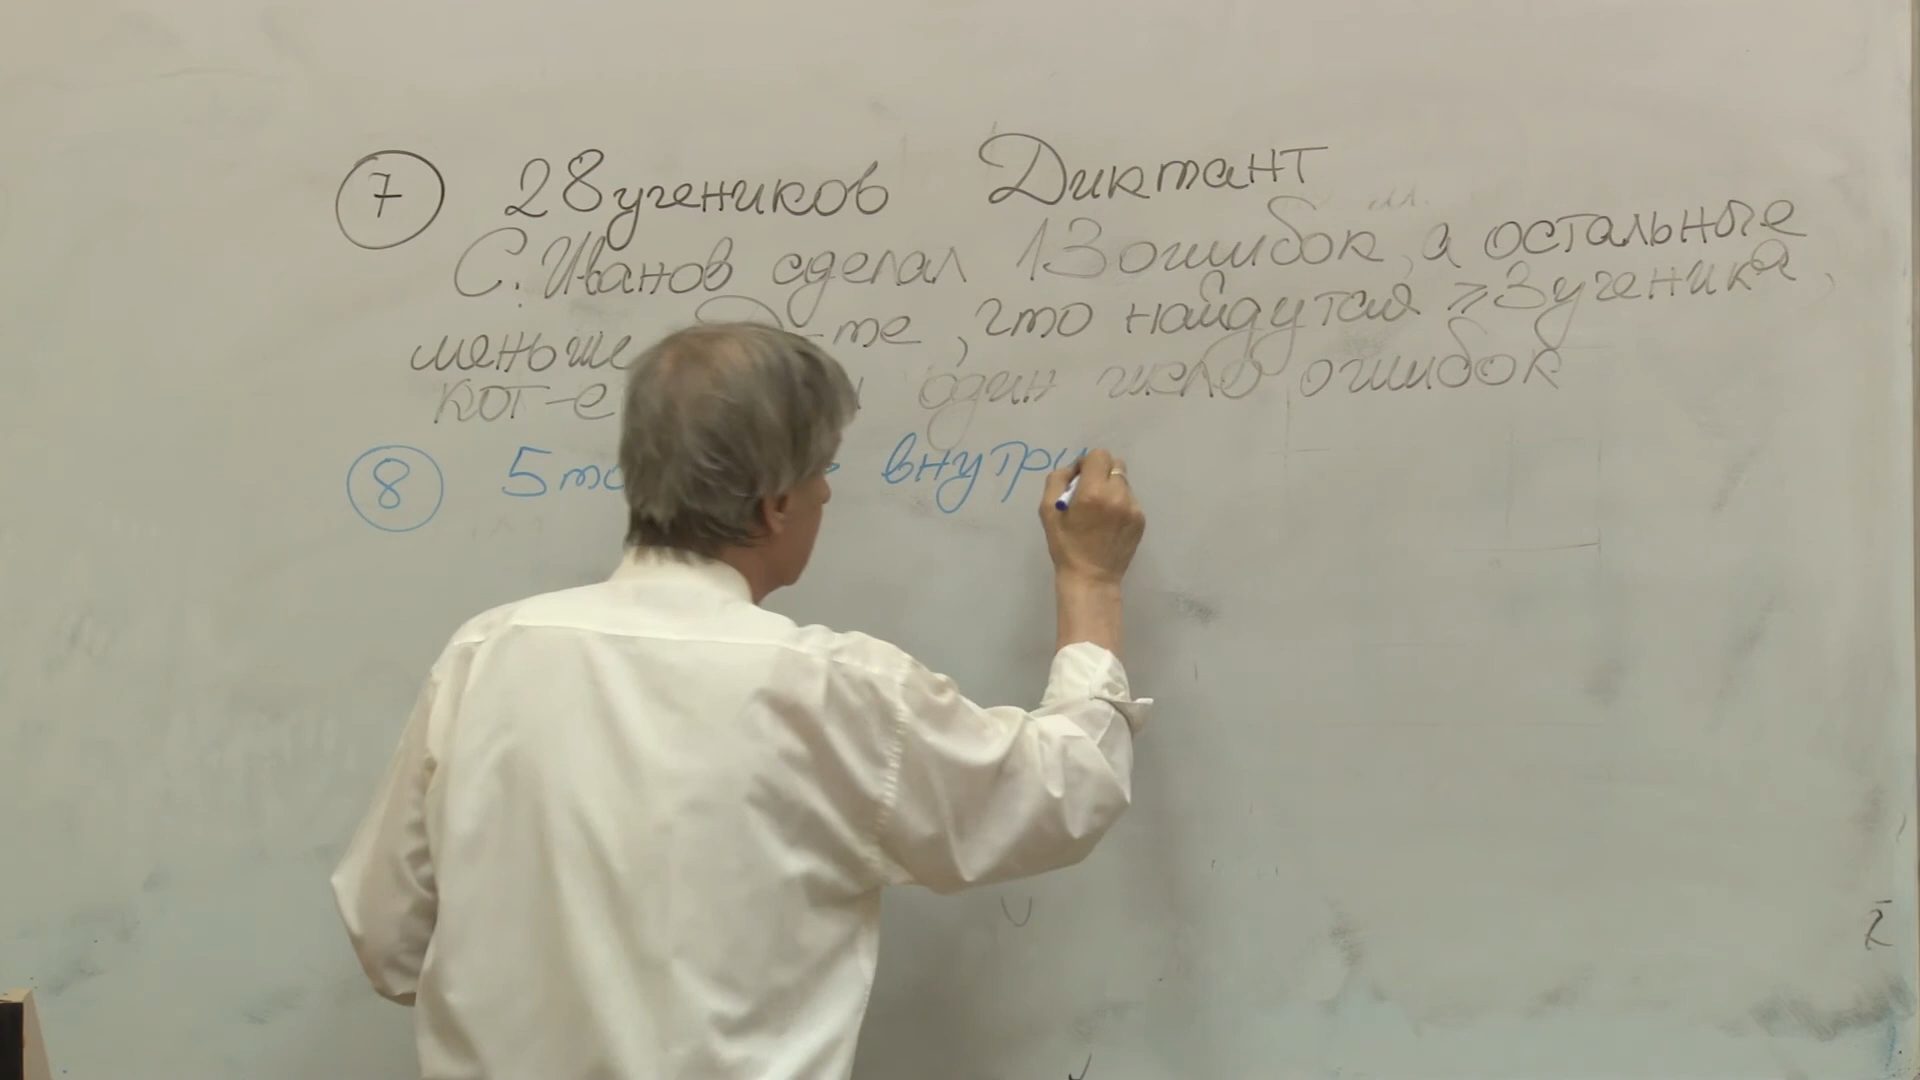 7 28 учеников Диктант
С. Иванов сделал 13 ошибок, а остальные
меньше -те, что найдутся ⩾3 ученика,
кот-е один число ошибок
8 5 внутри